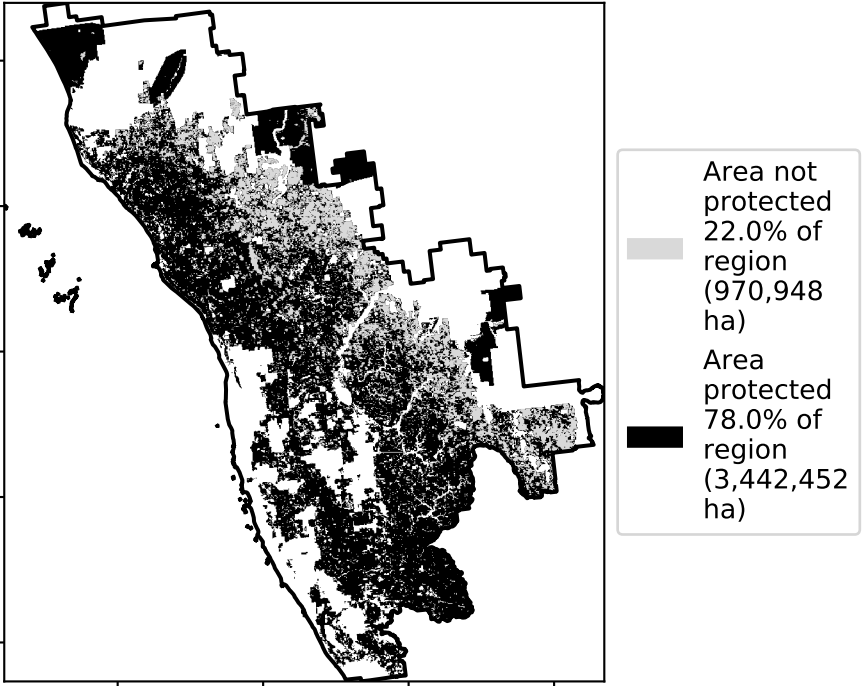 Area not
protected
22.0% of
region
(970,948
ha)
Area
protected
78.0% of
region
(3,442,452
ha)